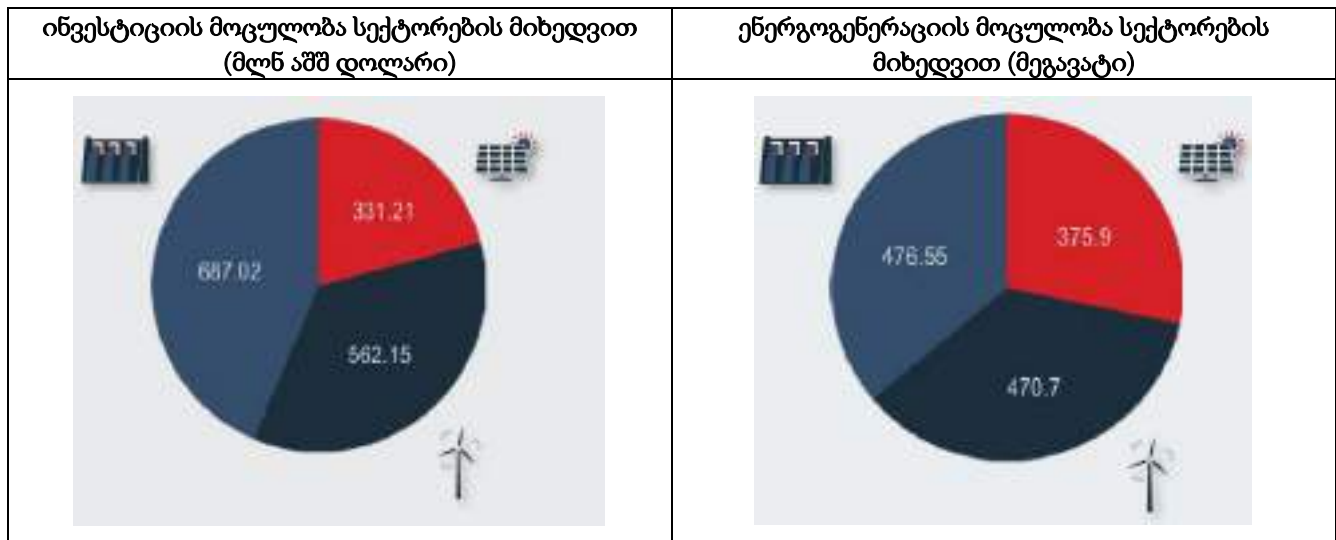 ინვესტიციის მოცულობა სექტორების მიხედვით
(მლნ აშშ დოლარი)
ენერგოგენერაციის მოცულობა სექტორების
მიხედვით (მეგავატი)
331.21
687.02
562.15
375.9
476.55
470.7